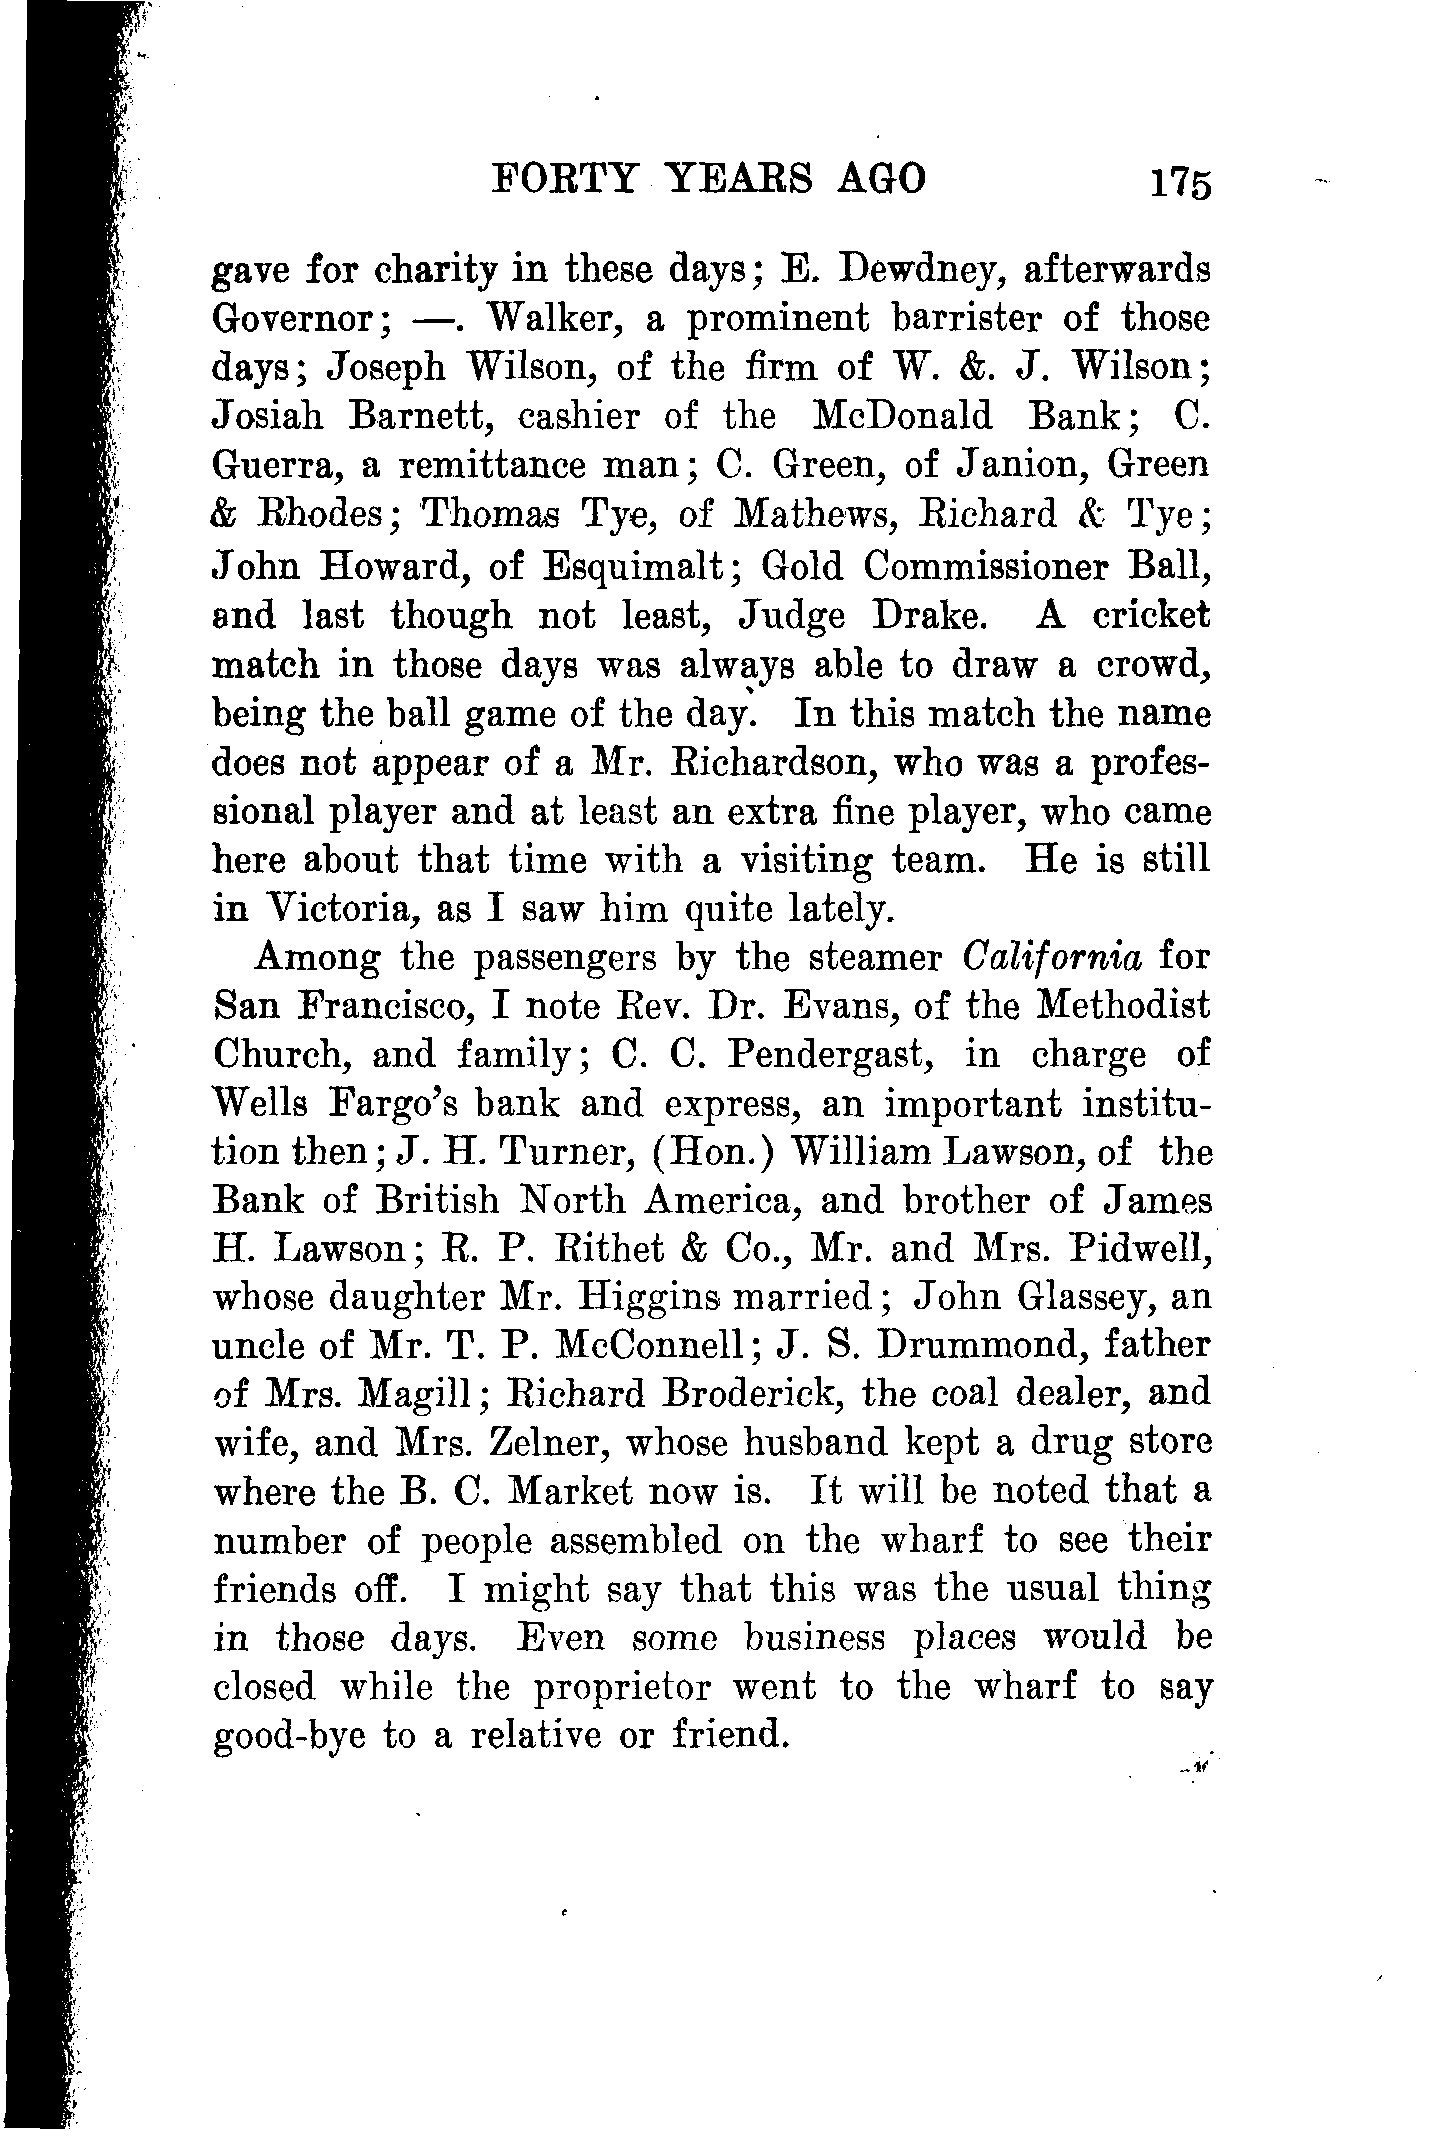 FORTY YEARS AGO 175
gave for charity in these days; E. Dewdney, afterwards
Governor; —. Walker, a prominent barrister of those
days; Joseph Wilson, of the firm of W. &. J. Wilson;
Josiah Barnett, cashier of the McDonald Bank; C.
Guerra, a remittance man; C. Green, of Janion, Green
& Rhodes; Thomas Tye, of Mathews, Richard & Tye;
John Howard, of Esquimalt; Gold Commissioner Ball,
and last though not least, Judge Drake. A cricket
match in those days was always able to draw a crowd,
being the ball game of the day. In this match the name
does not appear of a Mr. Richardson, who was a profes-
sional player and at least an extra fine player, who came
here about that time with a visiting team. He is still
in Victoria, as I saw him quite lately.
Among the passengers by the steamer California for
San Francisco, I note Rev. Dr. Evans, of the Methodist
Church, and family; C. C. Pendergast, in charge of
Wells Fargo's bank and express, an important institu-
tion then; J. H. Turner, (Hon.) William Lawson, of the
Bank of British North America, and brother of James
H. Lawson; R. P. Rithet & Co., Mr. and Mrs. Pidwell,
whose daughter Mr. Higgins married; John Glassey, an
uncle of Mr. T. P. McConnell; J. S. Drummond, father
of Mrs. Magill; Richard Broderick, the coal dealer, and
wife, and Mrs. Zelner, whose husband kept a drug store
where the B. C. Market now is. It will be noted that a
number of people assembled on the wharf to see their
friends off. I might say that this was the usual thing
in those days. Even some business places would be
closed while the proprietor went to the wharf to say
good-bye to a relative or friend.